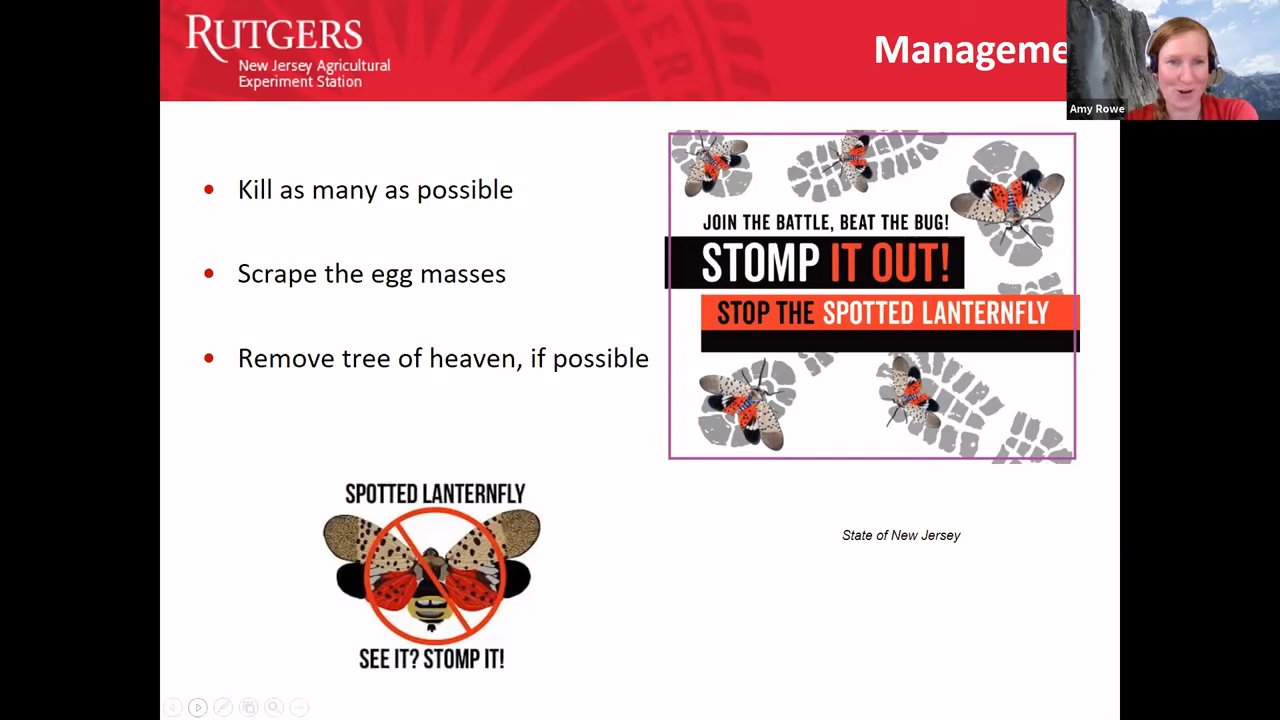 RUTGERS
New Jersey Agricultural
Experiment Station
Manageme
Amy Rowe
• Kill as many as possible
• Scrape the egg masses
• Remove tree of heaven, if possible
JOIN THE BATTLE, BEAT THE BUG!
STOMP IT OUT!
STOP THE SPOTTED LANTERNFLY
State of New Jersey
SPOTTED LANTERNFLY
SEE IT? STOMP IT!